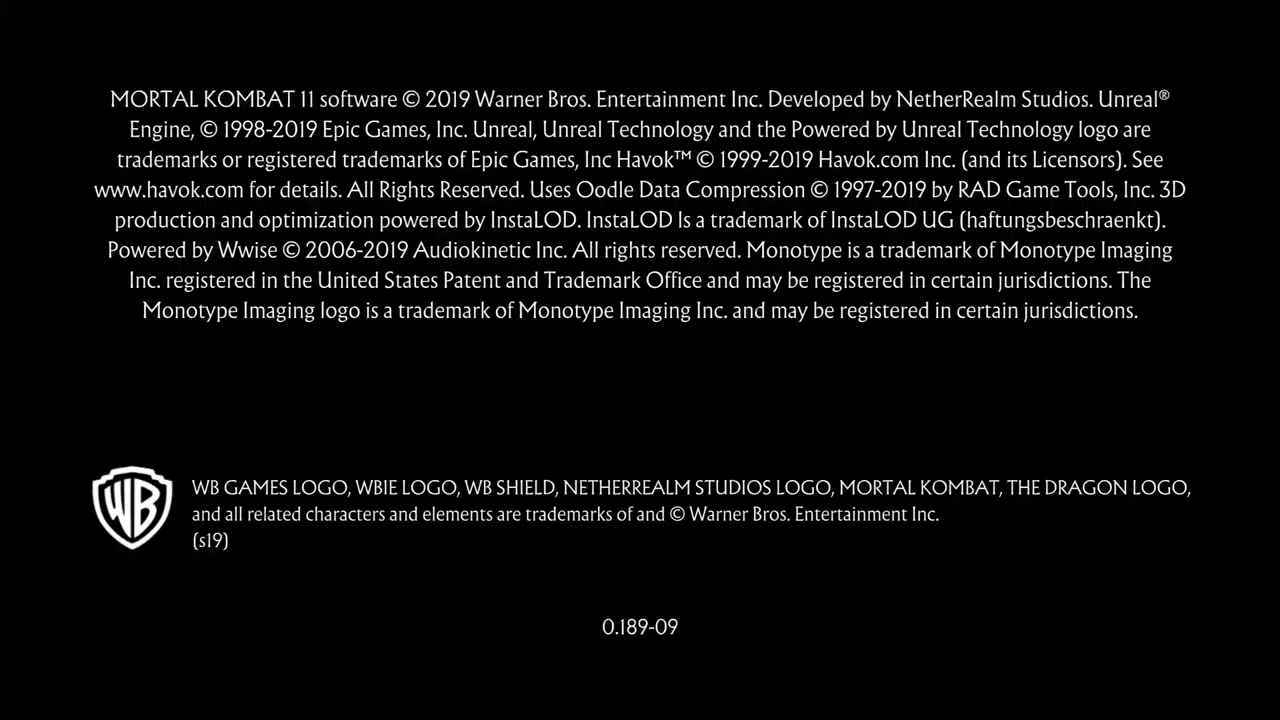 MORTAL KOMBAT 11 software © 2019 Warner Bros. Entertainment Inc. Developed by NetherRealm Studios. Unreal®
Engine, © 1998-2019 Epic Games, Inc. Unreal, Unreal Technology and the Powered by Unreal Technology logo are
trademarks or registered trademarks of Epic Games, Inc Havok™ © 1999-2019 Havok.com Inc. (and its Licensors). See
www.havok.com for details. All Rights Reserved. Uses Oodle Data Compression © 1997-2019 by RAD Game Tools, Inc. 3D
production and optimization powered by InstaLOD. InstaLOD Is a trademark of InstaLOD UG (haftungsbeschraenkt).
Powered by Wwise © 2006-2019 Audiokinetic Inc. All rights reserved. Monotype is a trademark of Monotype Imaging
Inc. registered in the United States Patent and Trademark Office and may be registered in certain jurisdictions. The
Monotype Imaging logo is a trademark of Monotype Imaging Inc. and may be registered in certain jurisdictions.
WB
WB GAMES LOGO, WBIE LOGO, WB SHIELD, NETHERREALM STUDIOS LOGO, MORTAL KOMBAT, THE DRAGON LOGO,
and all related characters and elements are trademarks of and © Warner Bros. Entertainment Inc.
(s19)
0.189-09